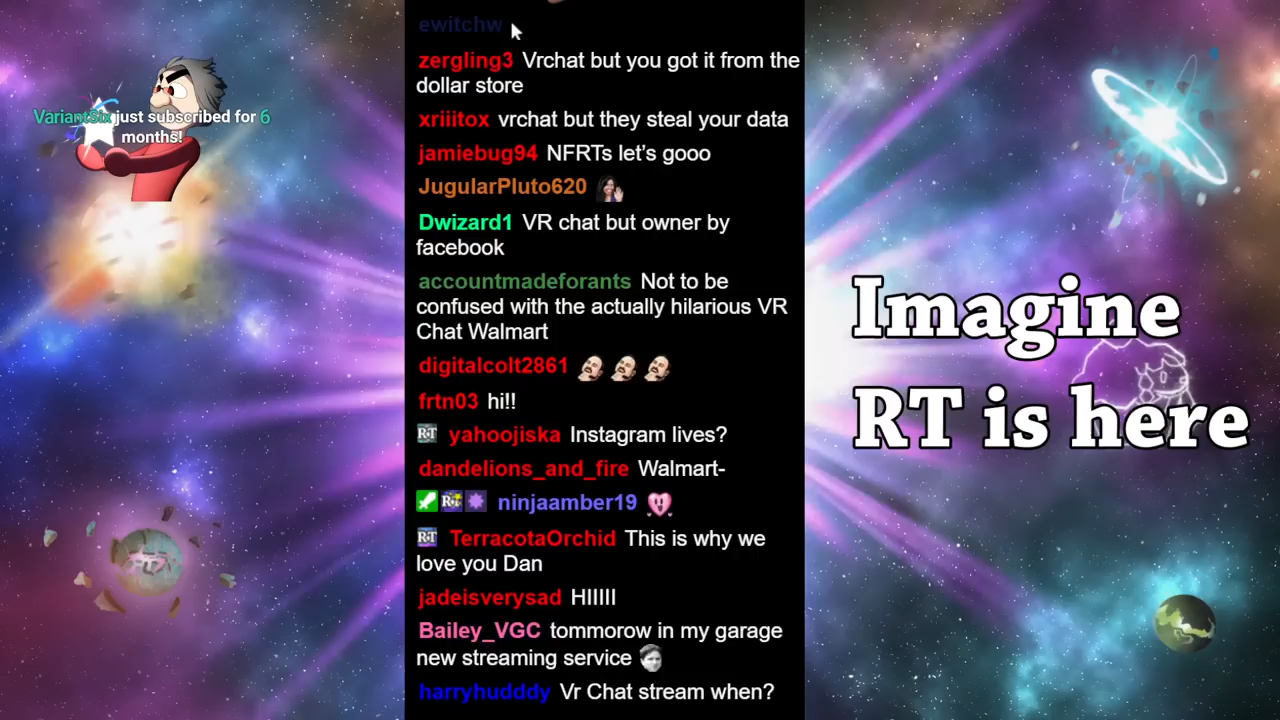 ewitchw
zergling3 Vrchat but you got it from the
dollar store
VariantSix just subscribed for 6
months!
xriiitox vrchat but they steal your data
jamiebug94 NFRTs let's gooo
JugularPluto620
Dwizard1 VR chat but owner by
facebook
accountmadeforants Not to be
confused with the actually hilarious VR
Chat Walmart
digitalcolt2861
frtn03 hi!!
RT yahoojiska Instagram lives?
dandelions_and_fire Walmart-
RT ninjaamber19
RT TerracotaOrchid This is why we
love you Dan
jadeisverysad HIIIII
Bailey_VGC tommorow in my garage
new streaming service
harryhudddy Vr Chat stream when?
Imagine
RT is here